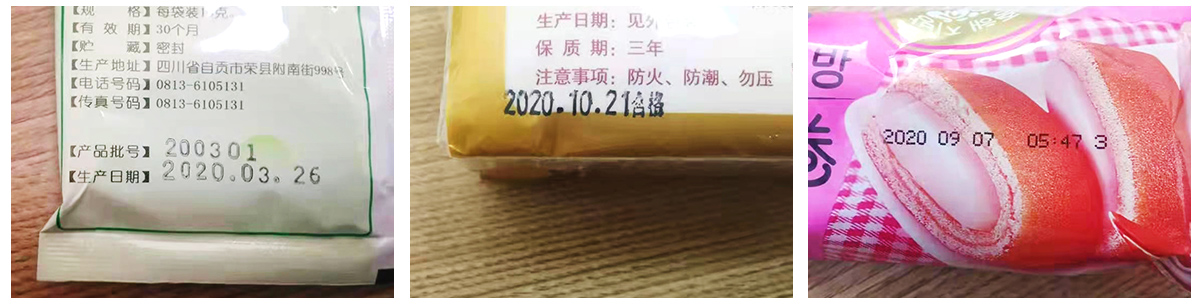 【规 格】每袋装1 克
【有 效 期】30个月
【贮 藏】密封
【生产地址】四川省自贡市荣县附南街998号
【电话号码】0813-6105131
【传真号码】0813-6105131
【产品批号】200301
【生产日期】2020.03.26
生产日期：见外
保 质 期：三年
注意事项：防火、防潮、勿压
2020.10.21合格
2020 09 07 05:47 3